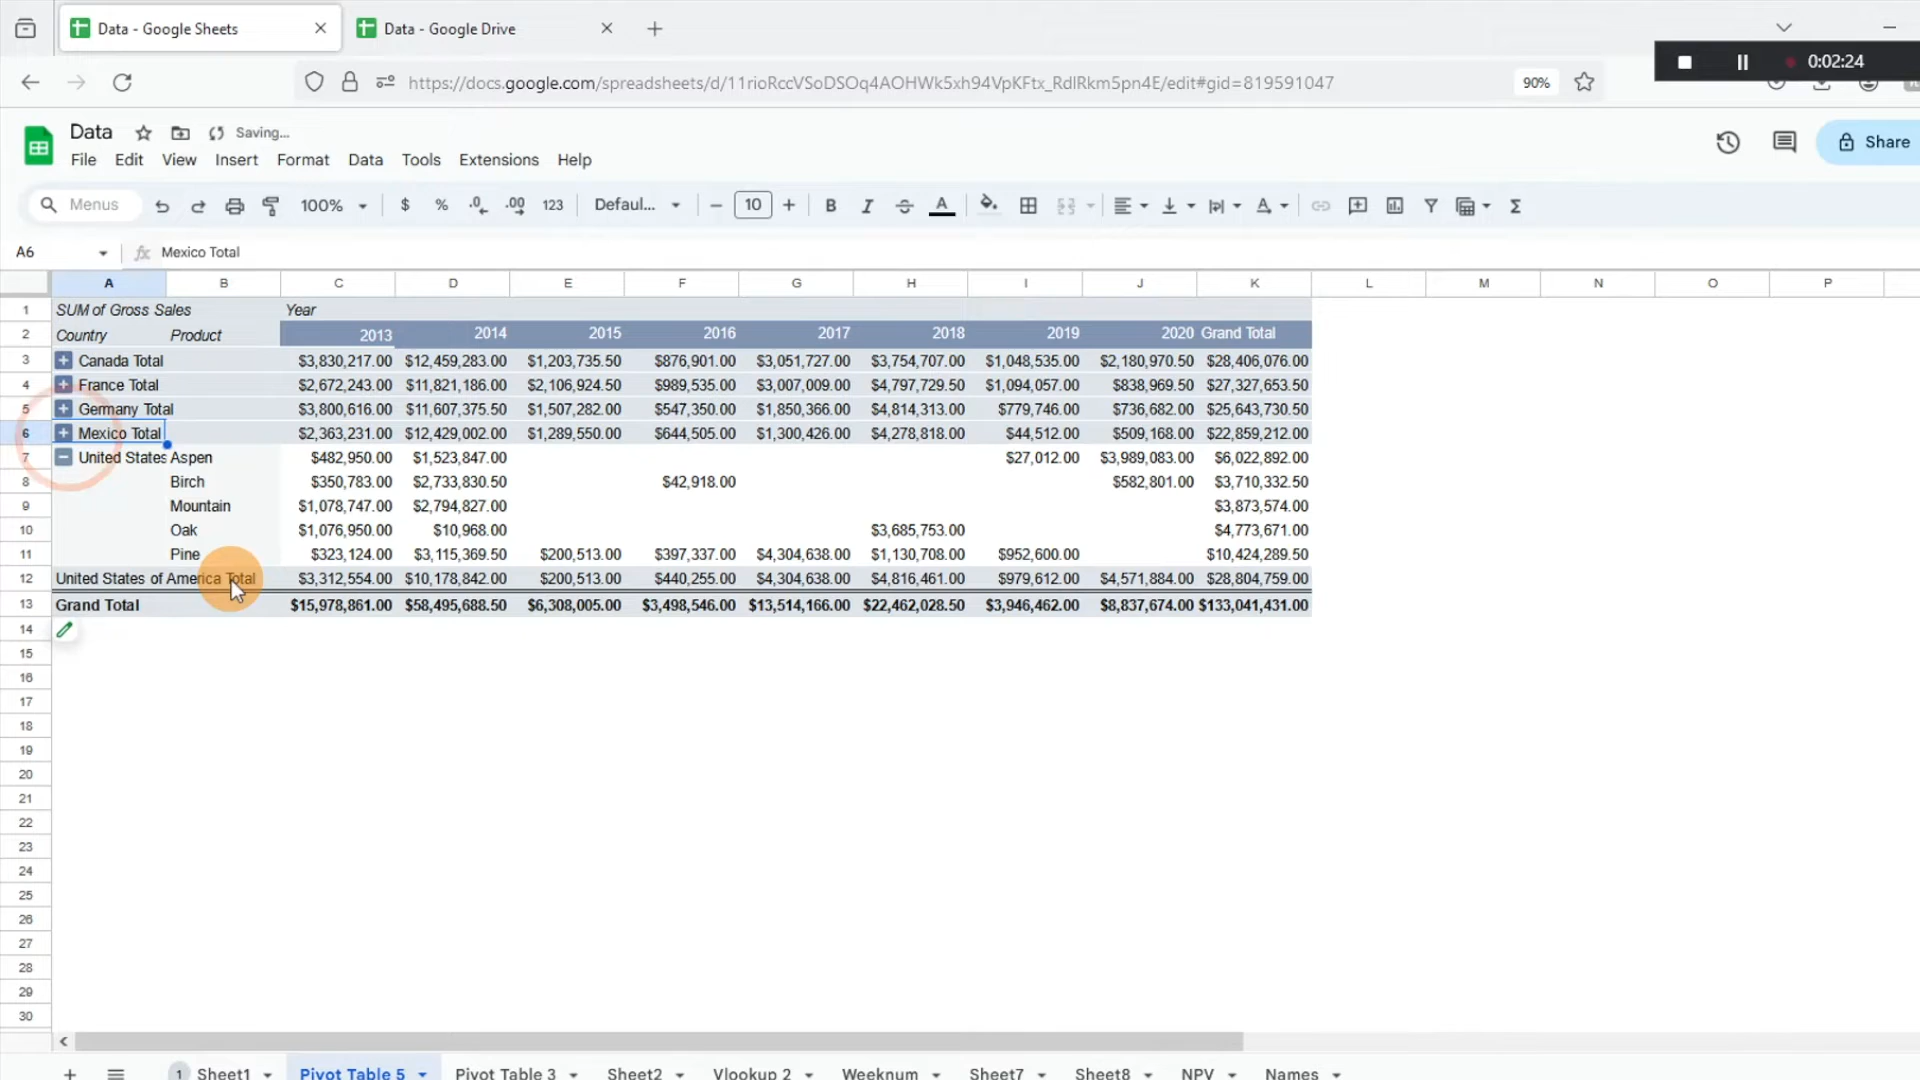 Data - Google Sheets
Data - Google Drive
https://docs.google.com/spreadsheets/d/11rioRccVSoDSOq4AOHWk5xh94VpKFtx_RdlRkm5pn4E/edit#gid=819591047
90%
0:02:24
Data
Saving...
Share
File Edit View Insert Format Data Tools Extensions Help
Menus 100% $ % .0 .00 123 Defaul... 10 B I A Σ
A6 fx Mexico Total
A B C D E F G H I J K L M N O P
1 SUM of Gross Sales Year
2 Country Product 2013 2014 2015 2016 2017 2018 2019 2020 Grand Total
3 Canada Total $3,830,217.00 $12,459,283.00 $1,203,735.50 $876,901.00 $3,051,727.00 $3,754,707.00 $1,048,535.00 $2,180,970.50 $28,406,076.00
4 France Total $2,672,243.00 $11,821,186.00 $2,106,924.50 $989,535.00 $3,007,009.00 $4,797,729.50 $1,094,057.00 $838,969.50 $27,327,653.50
5 Germany Total $3,800,616.00 $11,607,375.50 $1,507,282.00 $547,350.00 $1,850,366.00 $4,814,313.00 $779,746.00 $736,682.00 $25,643,730.50
6 Mexico Total $2,363,231.00 $12,429,002.00 $1,289,550.00 $644,505.00 $1,300,426.00 $4,278,818.00 $44,512.00 $509,168.00 $22,859,212.00
7 United States Aspen $482,950.00 $1,523,847.00 $27,012.00 $3,989,083.00 $6,022,892.00
8 Birch $350,783.00 $2,733,830.50 $42,918.00 $582,801.00 $3,710,332.50
9 Mountain $1,078,747.00 $2,794,827.00 $3,873,574.00
10 Oak $1,076,950.00 $10,968.00 $3,685,753.00 $4,773,671.00
11 Pine $323,124.00 $3,115,369.50 $200,513.00 $397,337.00 $4,304,638.00 $1,130,708.00 $952,600.00 $10,424,289.50
12 United States of America Total $3,312,554.00 $10,178,842.00 $200,513.00 $440,255.00 $4,304,638.00 $4,816,461.00 $979,612.00 $4,571,884.00 $28,804,759.00
13 Grand Total $15,978,861.00 $58,495,688.50 $6,308,005.00 $3,498,546.00 $13,514,166.00 $22,462,028.50 $3,946,462.00 $8,837,674.00 $133,041,431.00
14
15
16
17
18
19
20
21
22
23
24
25
26
27
28
29
30
1 Sheet1 Pivot Table 5 Pivot Table 3 Sheet2 Vlookup 2 Weeknum Sheet7 Sheet8 NPV Names